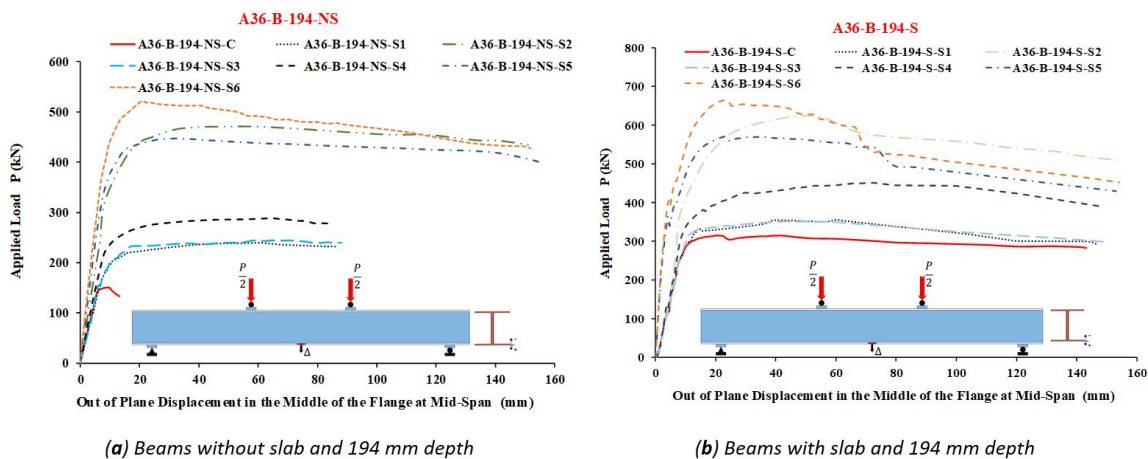 A36-B-194-NS
A36-B-194-NS-C
A36-B-194-NS-S1
A36-B-194-NS-S2
A36-B-194-NS-S3
A36-B-194-NS-S4
A36-B-194-NS-S5
A36-B-194-NS-S6
600
500
400
300
200
100
0
Applied Load P (kN)
P/2
P/2
Δ
0 20 40 60 80 100 120 140 160
Out of Plane Displacement in the Middle of the Flange at Mid-Span (mm)
(a) Beams without slab and 194 mm depth
A36-B-194-S
A36-B-194-S-C
A36-B-194-S-S1
A36-B-194-S-S2
A36-B-194-S-S3
A36-B-194-S-S4
A36-B-194-S-S5
A36-B-194-S-S6
800
700
600
500
400
300
200
100
0
Applied Load P (kN)
P/2
P/2
Δ
0 20 40 60 80 100 120 140 160
Out of Plane Displacement in the Middle of the Flange at Mid-Span (mm)
(b) Beams with slab and 194 mm depth